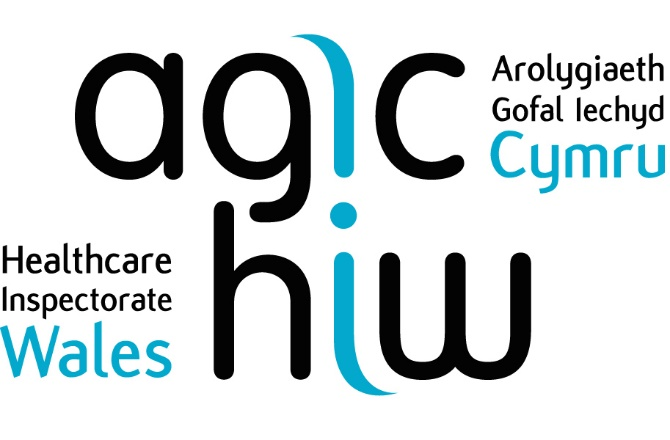 agic
Arolygiaeth
Gofal Iechyd
Cymru
Healthcare
Inspectorate
Wales
hiw